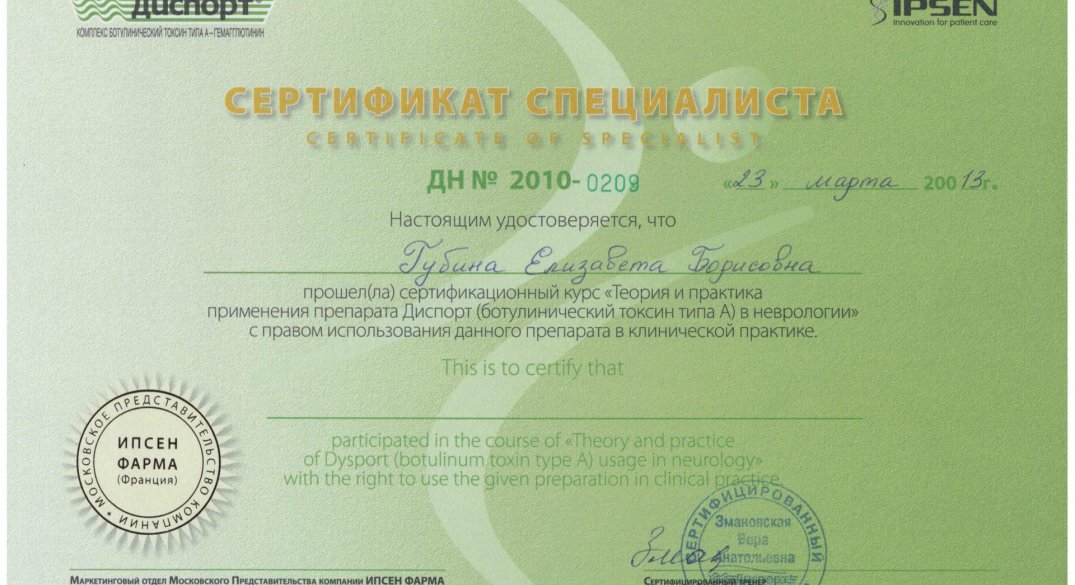 Диспорт®
КОМПЛЕКС БОТУЛИНИЧЕСКИЙ ТОКСИН ТИПА А – ГЕМАГГЛЮТИНИН
IPSEN
Innovation for patient care
СЕРТИФИКАТ СПЕЦИАЛИСТА
CERTIFICATE OF SPECIALIST
ДН № 2010-0209 «23» марта 20013г.
Настоящим удостоверяется, что
Губина Елизавета Борисовна
прошел(ла) сертификационный курс «Теория и практика
применения препарата Диспорт (ботулинический токсин типа А) в неврологии»
с правом использования данного препарата в клинической практике.
This is to certify that
participated in the course of «Theory and practice
of Dysport (botulinum toxin type A) usage in neurology»
with the right to use the given preparation in clinical practice.
МОСКОВСКОЕ ПРЕДСТАВИТЕЛЬСТВО КОМПАНИИ
ИПСЕН
ФАРМА
(Франция)
СЕРТИФИЦИРОВАННЫЙ
Змановская
Вера
Анатольевна
Маркетинговый отдел Московского Представительства компании ИПСЕН ФАРМА
Сертифицированный тренер